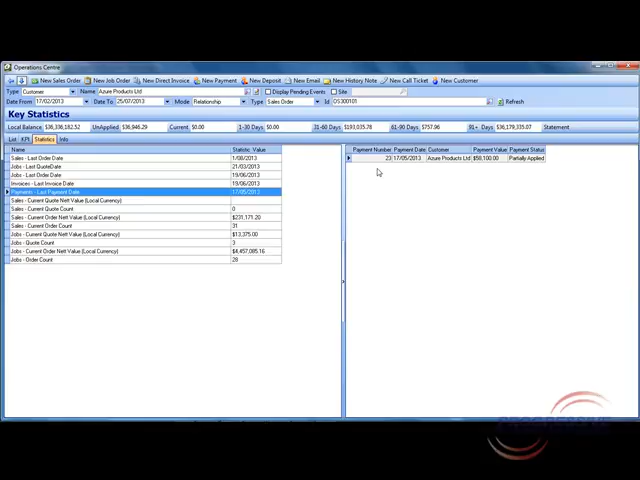 Operations Centre
New Sales Order New Job Order New Direct Invoice New Payment New Deposit New Email New History Note New Call Ticket New Customer
Type Customer Name Azure Products Ltd Display Pending Events Site
Date From 17/02/2013 Date To 25/07/2013 Mode Relationship Type Sales Order Id OS300101 Refresh
Key Statistics
Local Balance $36,336,182.52 UnApplied $36,946.29 Current $0.00 1-30 Days $0.00 31-60 Days $193,035.78 61-90 Days $757.96 91+ Days $36,179,335.07 Statement
List KPI Statistics Info
Name Statistic Value
Sales - Last Order Date 1/08/2013
Jobs - Last QuoteDate 21/03/2013
Jobs - Last Order Date 19/06/2013
Invoices - Last Invoice Date 19/06/2013
Payments - Last Payment Date 17/05/2013
Sales - Current Quote Nett Value (Local Currency)
Sales - Current Quote Count 0
Sales - Current Order Nett Value (Local Currency) $231,171.20
Sales - Current Order Count 31
Jobs - Current Quote Nett Value (Local Currency) $13,375.00
Jobs - Quote Count 3
Jobs - Current Order Nett Value (Local Currency) $4,457,085.16
Jobs - Order Count 28
Payment Number Payment Date Customer Payment Value Payment Status
23 17/05/2013 Azure Products Ltd $58,100.00 Partially Applied